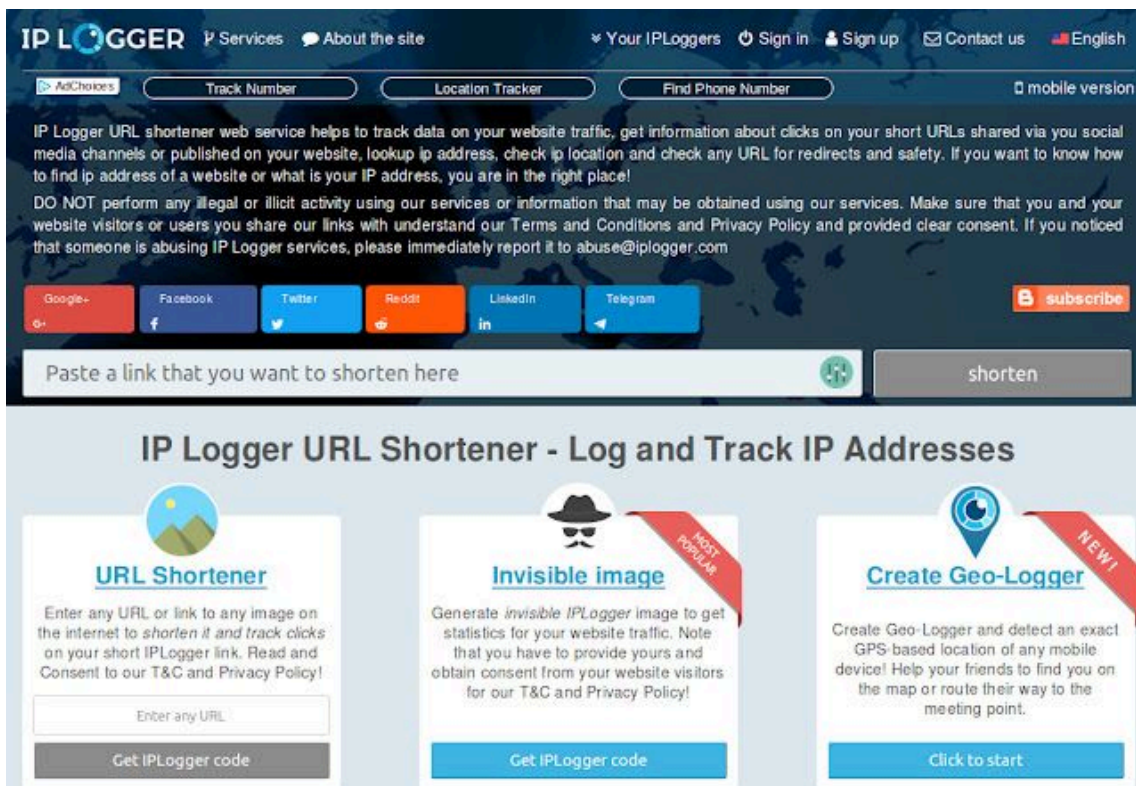 IP LOGGER Services About the site Your IPLoggers Sign in Sign up Contact us English
AdChoices Track Number Location Tracker Find Phone Number mobile version
IP Logger URL shortener web service helps to track data on your website traffic, get information about clicks on your short URLs shared via you social
media channels or published on your website, lookup ip address, check ip location and check any URL for redirects and safety. If you want to know how
to find ip address of a website or what is your IP address, you are in the right place!
DO NOT perform any illegal or illicit activity using our services or information that may be obtained using our services. Make sure that you and your
website visitors or users you share our links with understand our Terms and Conditions and Privacy Policy and provided clear consent. If you noticed
that someone is abusing IP Logger services, please immediately report it to abuse@iplogger.com
Google+ Facebook Twitter Reddit LinkedIn Telegram
subscribe
Paste a link that you want to shorten here shorten
IP Logger URL Shortener - Log and Track IP Addresses
URL Shortener
Enter any URL or link to any image on
the internet to shorten it and track clicks
on your short IPLogger link. Read and
Consent to our T&C and Privacy Policy!
Enter any URL
Get IPLogger code
MOST
POPULAR
Invisible image
Generate invisible IPLogger image to get
statistics for your website traffic. Note
that you have to provide yours and
obtain consent from your website visitors
for our T&C and Privacy Policy!
Get IPLogger code
NEW!
Create Geo-Logger
Create Geo-Logger and detect an exact
GPS-based location of any mobile
device! Help your friends to find you on
the map or route their way to the
meeting point.
Click to start